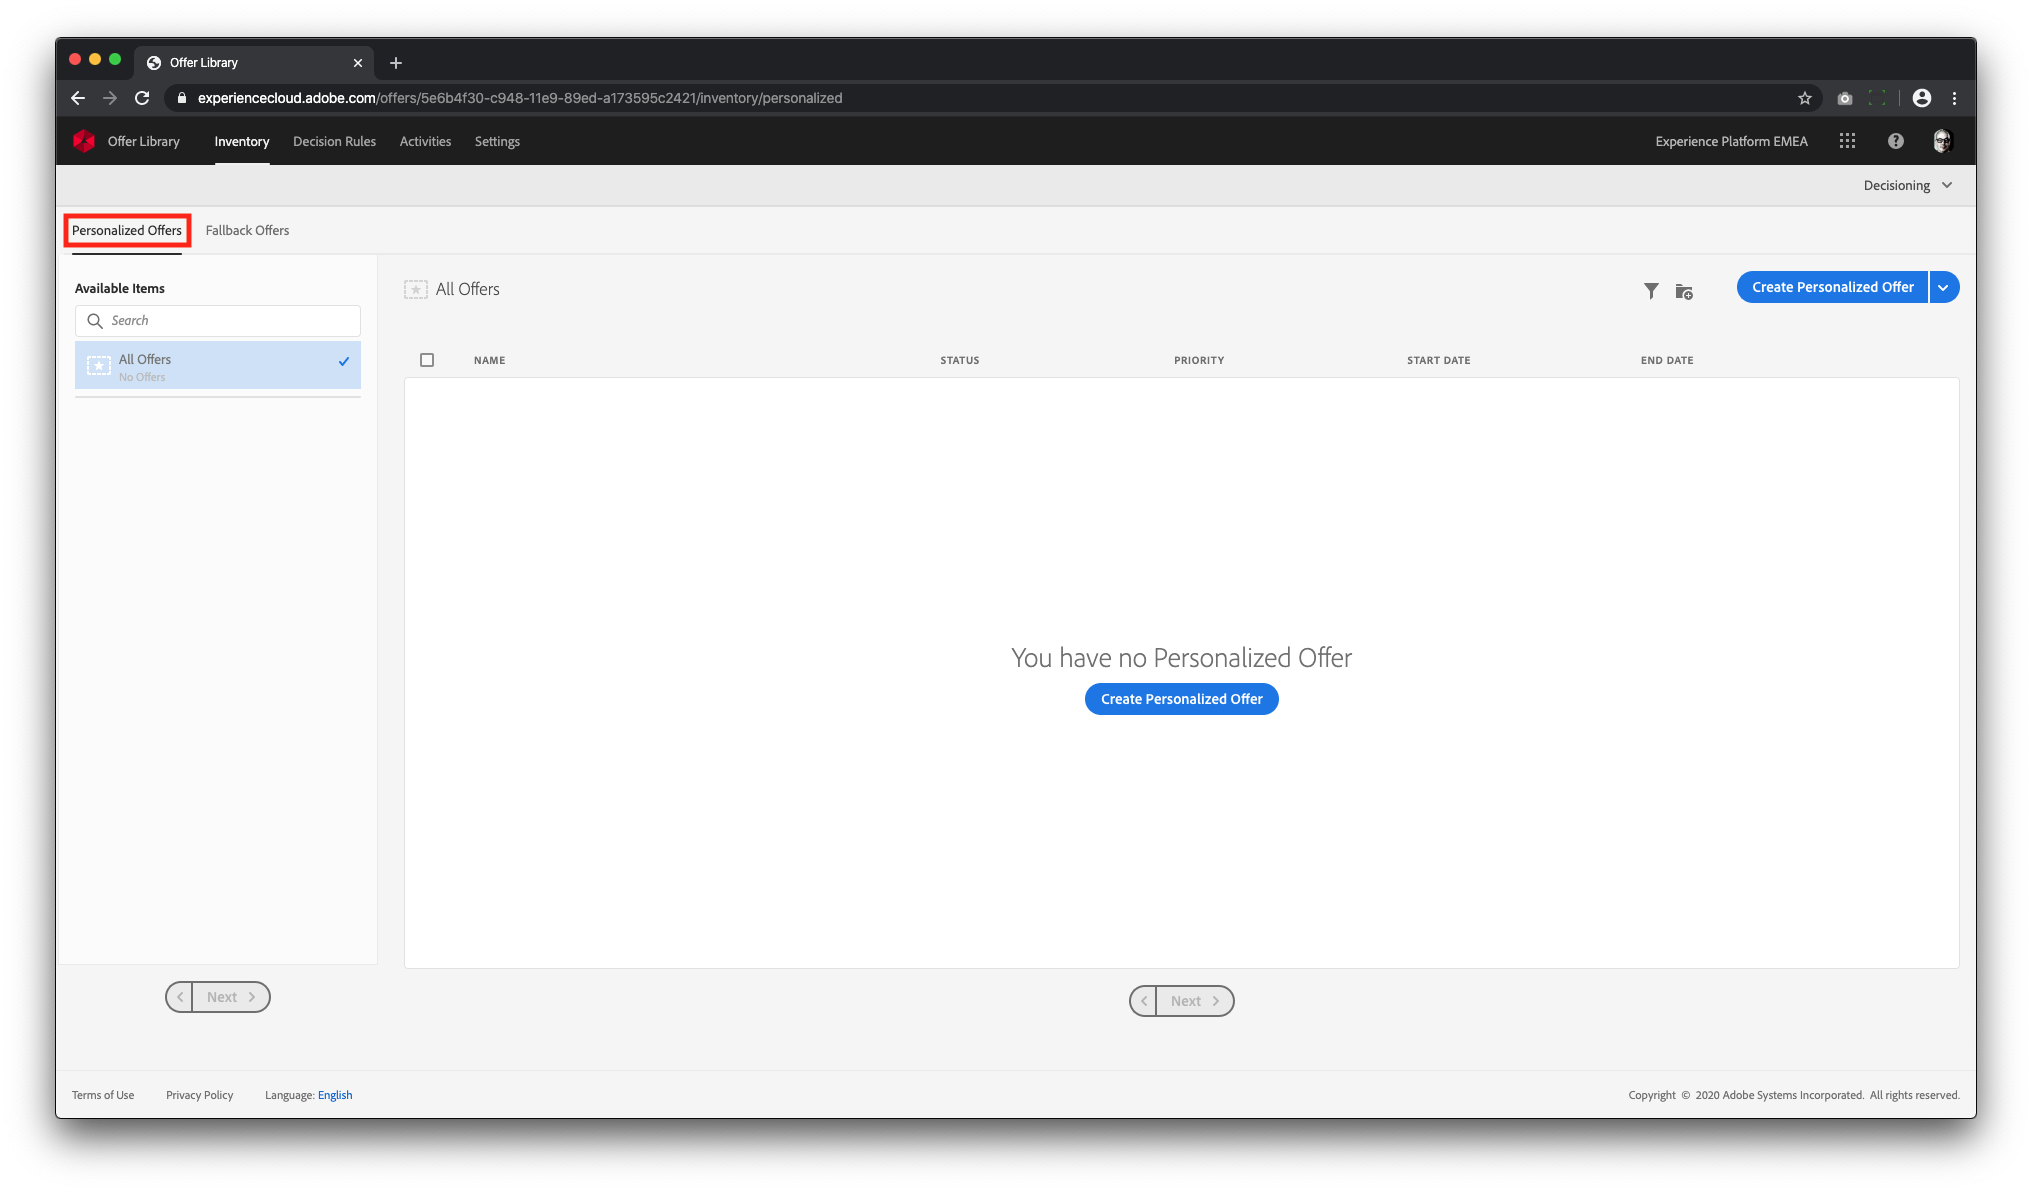 Offer Library
experiencecloud.adobe.com/offers/5e6b4f30-c948-11e9-89ed-a173595c2421/inventory/personalized
Offer Library Inventory Decision Rules Activities Settings Experience Platform EMEA
Decisioning
Personalized Offers Fallback Offers
Available Items
Search
All Offers
No Offers
All Offers
Create Personalized Offer
NAME STATUS PRIORITY START DATE END DATE
You have no Personalized Offer
Create Personalized Offer
Next
Next
Terms of Use Privacy Policy Language: English Copyright © 2020 Adobe Systems Incorporated. All rights reserved.